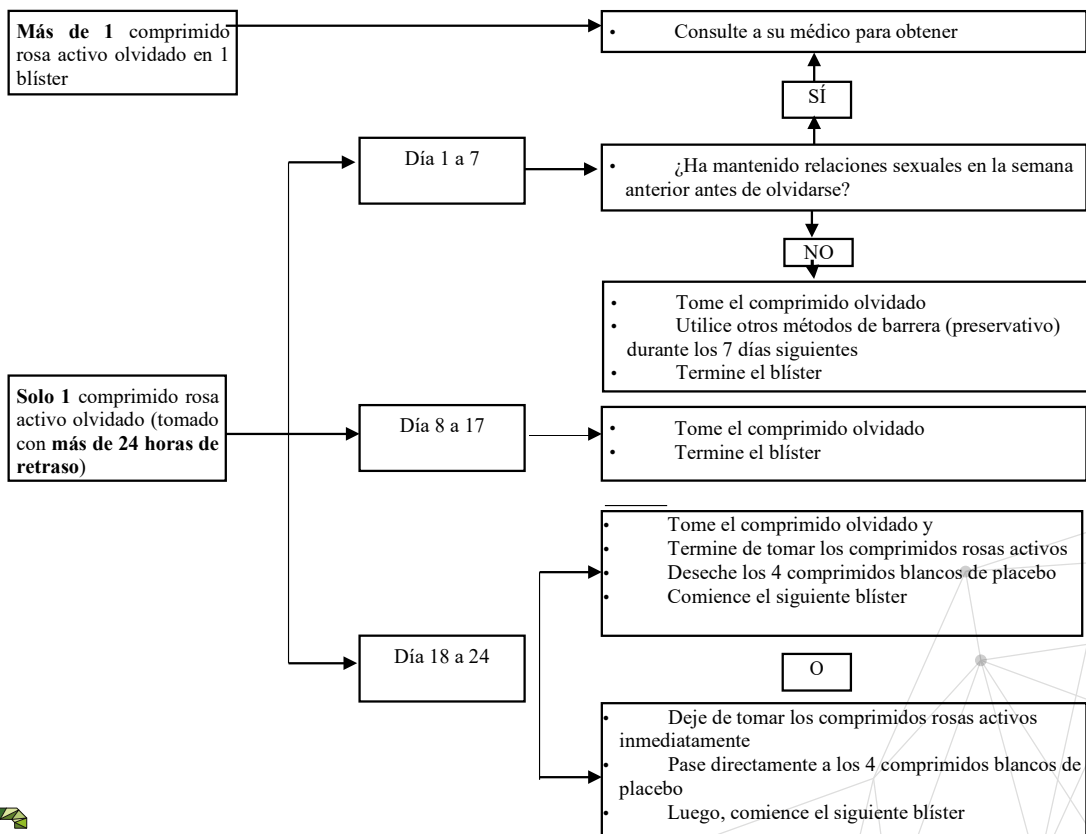 Más de 1 comprimido
rosa activo olvidado en 1
blíster
• Consulte a su médico para obtener
SÍ
Día 1 a 7
• ¿Ha mantenido relaciones sexuales en la semana
anterior antes de olvidarse?
NO
• Tome el comprimido olvidado
• Utilice otros métodos de barrera (preservativo)
durante los 7 días siguientes
• Termine el blíster
Solo 1 comprimido rosa
activo olvidado (tomado
con más de 24 horas de
retraso)
Día 8 a 17
• Tome el comprimido olvidado
• Termine el blíster
Día 18 a 24
• Tome el comprimido olvidado y
• Termine de tomar los comprimidos rosas activos
• Deseche los 4 comprimidos blancos de placebo
• Comience el siguiente blíster
O
• Deje de tomar los comprimidos rosas activos
inmediatamente
• Pase directamente a los 4 comprimidos blancos de
placebo
• Luego, comience el siguiente blíster